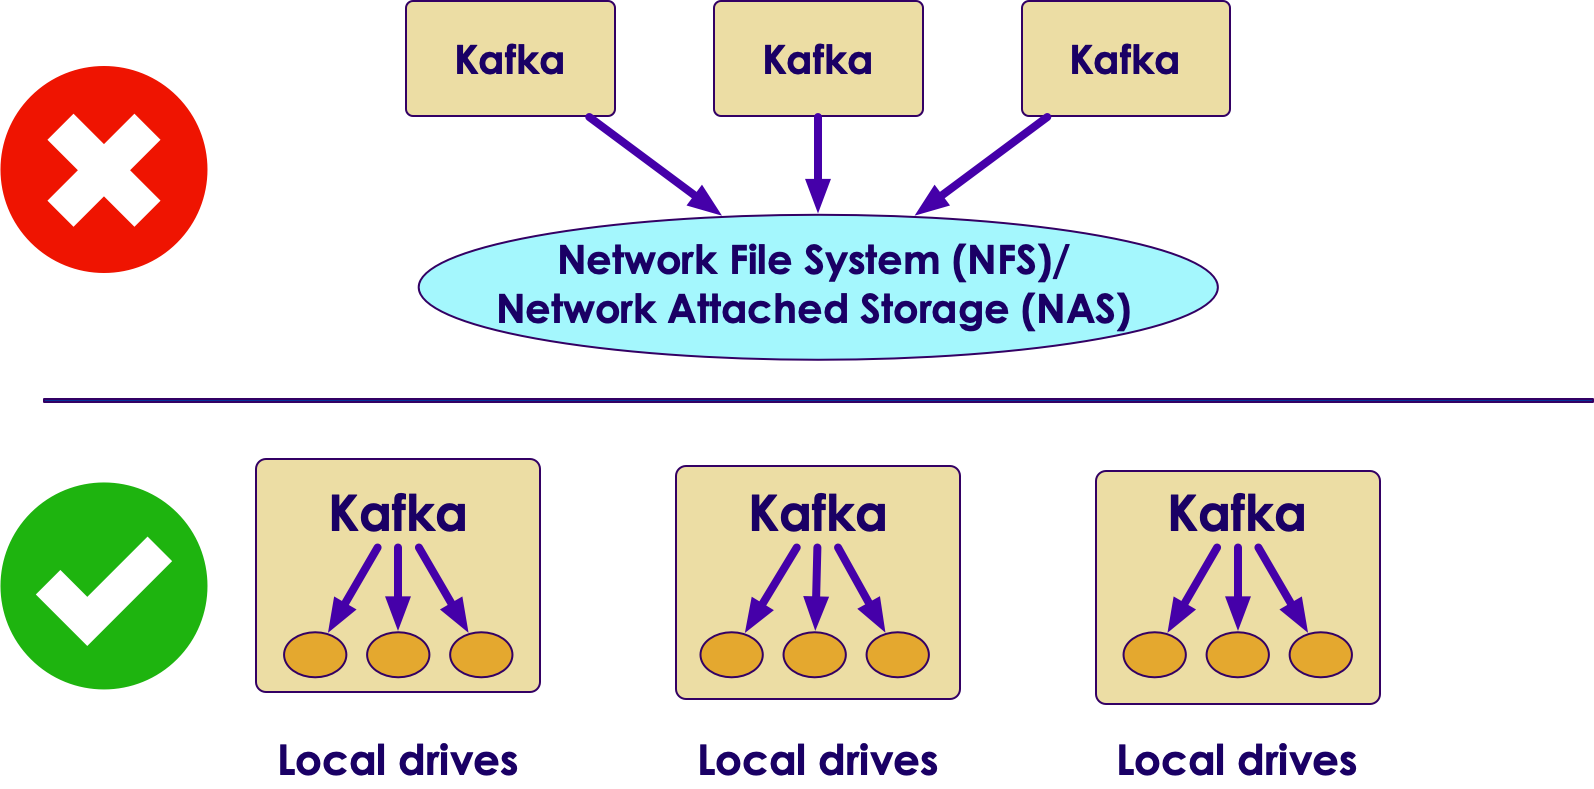 Kafka
Kafka
Kafka
Network File System (NFS)/
Network Attached Storage (NAS)
Kafka
Kafka
Kafka
Local drives
Local drives
Local drives